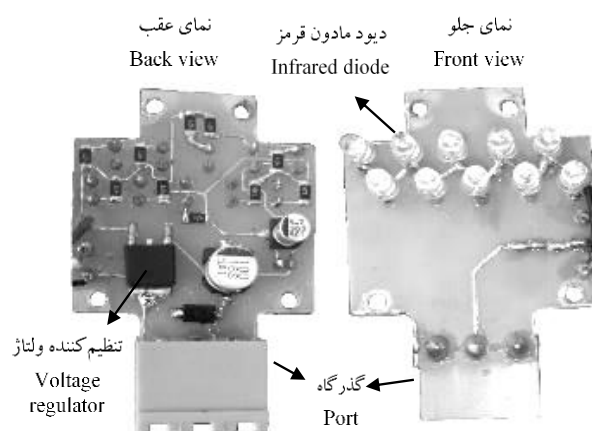 نمای عقب
Back view
دیود مادون قرمز
Infrared diode
نمای جلو
Front view
تنظیم‌کننده ولتاژ
Voltage
regulator
گذرگاه
Port